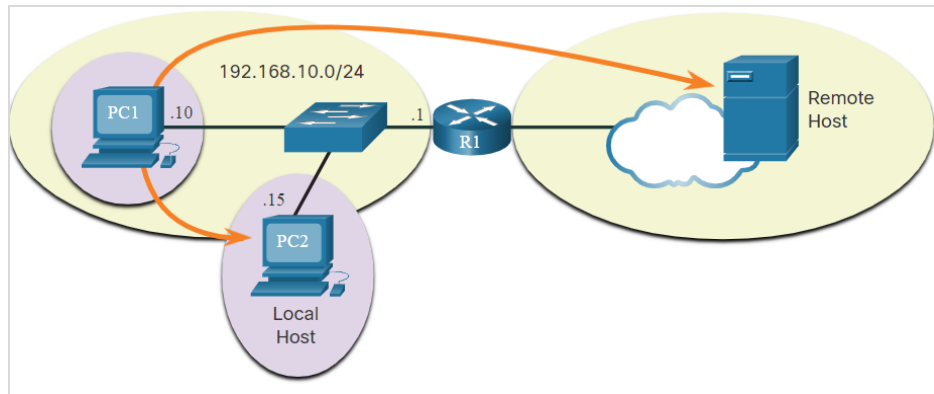 192.168.10.0/24
PC1
.10
.1
R1
Remote
Host
.15
PC2
Local
Host